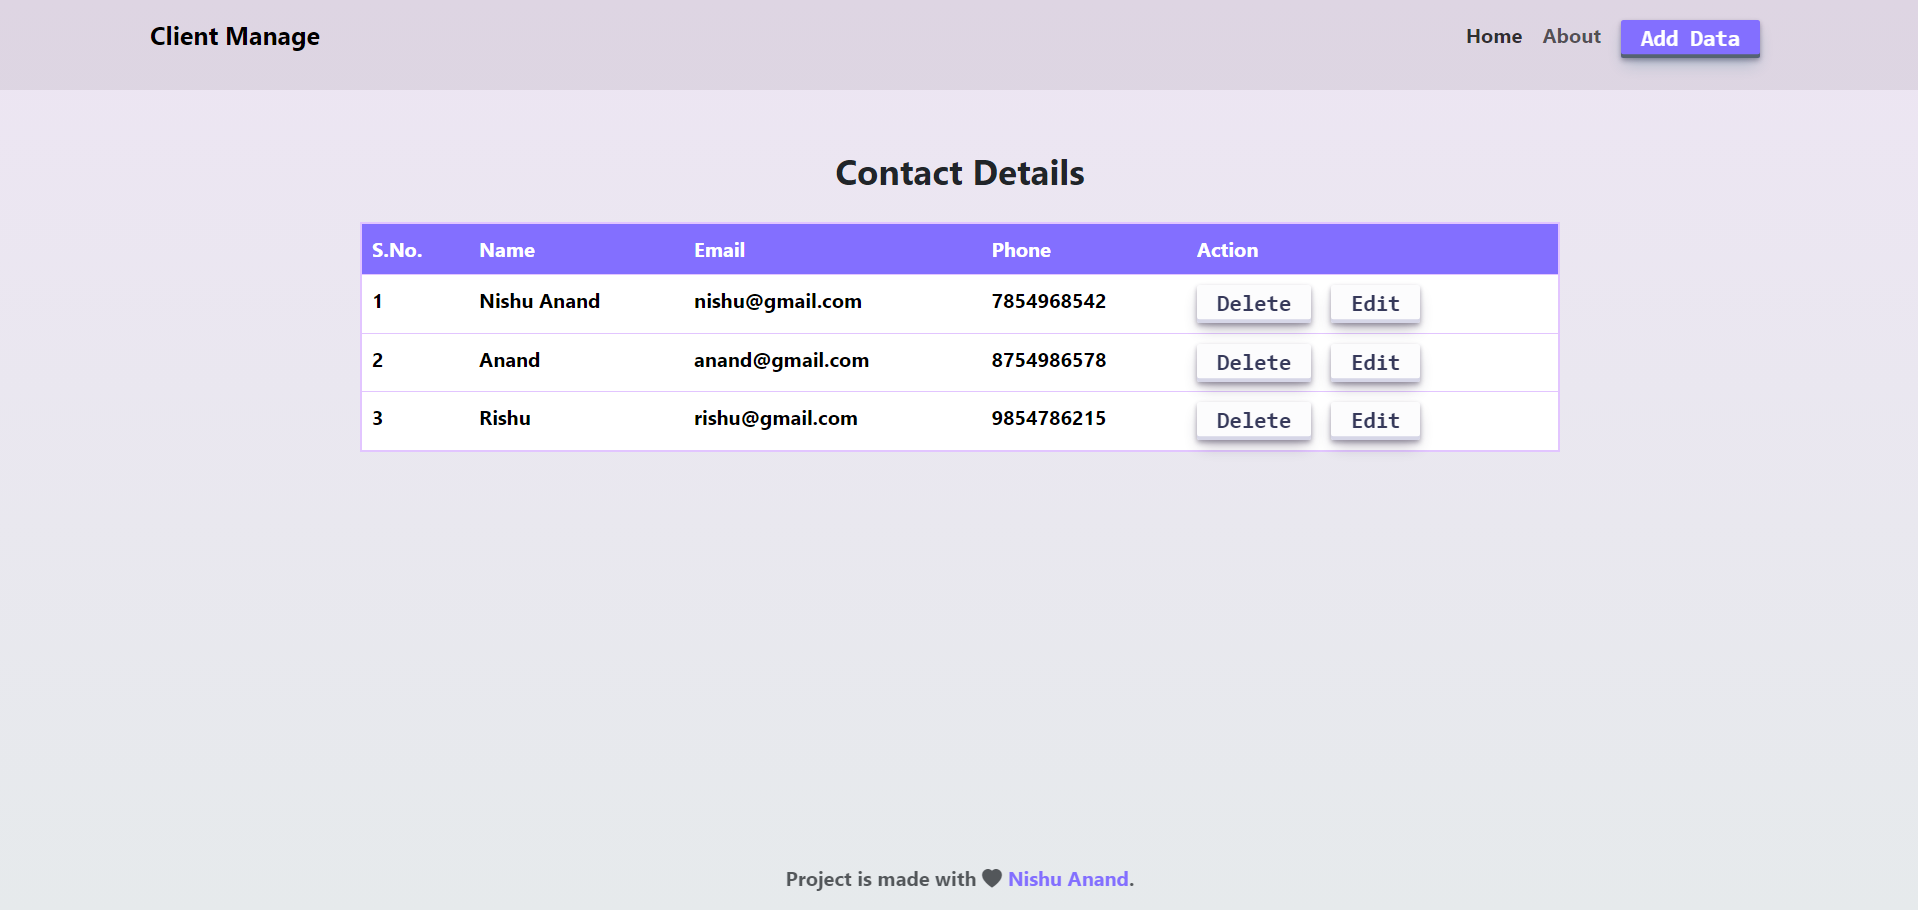 Client Manage Home About Add Data
Contact Details
S.No. Name Email Phone Action
1 Nishu Anand nishu@gmail.com 7854968542 Delete Edit
2 Anand anand@gmail.com 8754986578 Delete Edit
3 Rishu rishu@gmail.com 9854786215 Delete Edit
Project is made with 🖤 Nishu Anand.